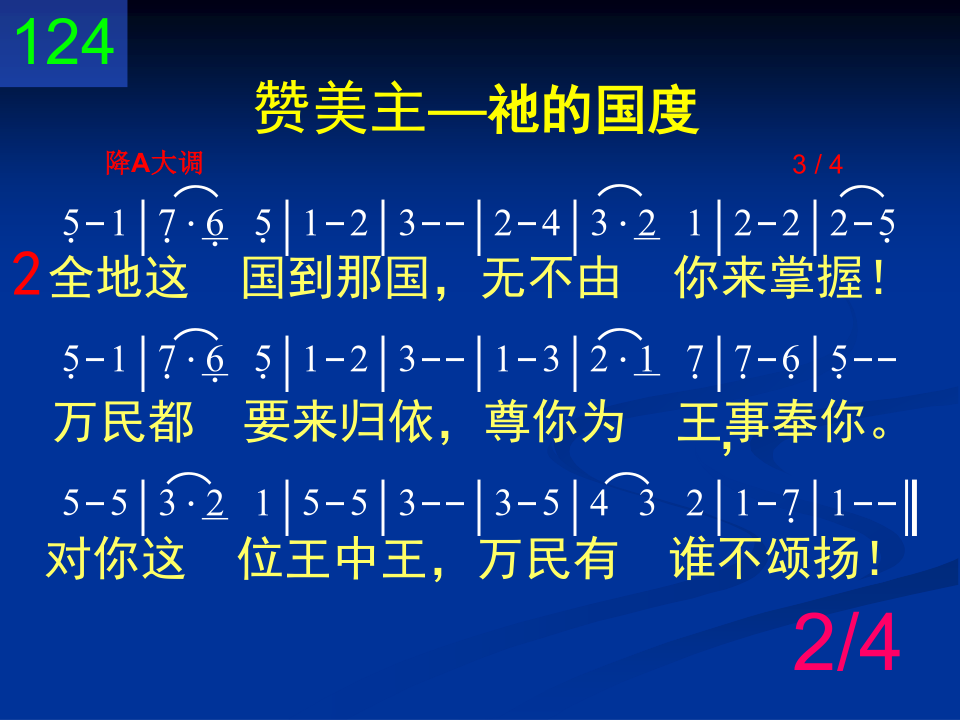 124
赞美主—祂的国度
降A大调 3 / 4
5̣-1|7̣·6̣ 5̣|1-2|3--|2-4|3·2 1|2-2|2-5̣
2全地这 国到那国，无不由 你来掌握！
5̣-1|7̣·6̣ 5̣|1-2|3--|1-3|2·1 7̣|7̣-6̣|5̣--
万民都 要来归依，尊你为 王,事奉你。
5-5|3·2 1|5-5|3--|3-5|4 3 2|1-7̣|1--‖
对你这 位王中王，万民有 谁不颂扬！
2/4